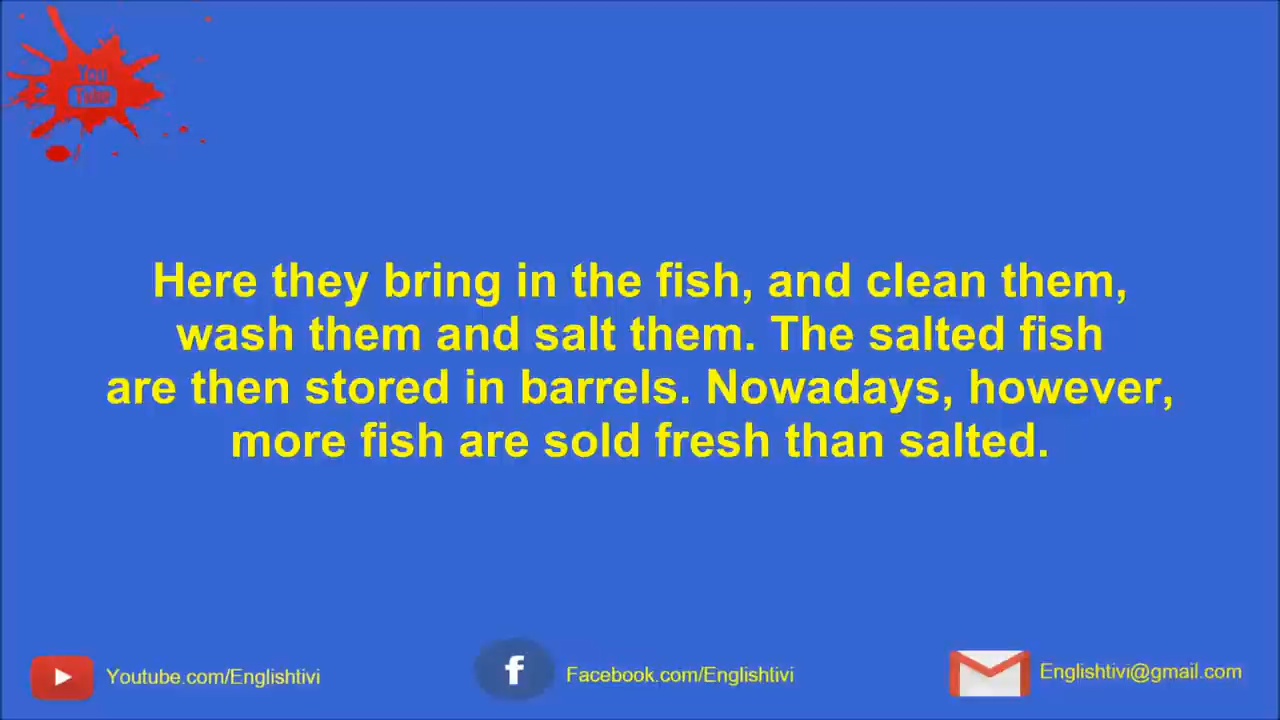 You
Tube
Here they bring in the fish, and clean them,
wash them and salt them. The salted fish
are then stored in barrels. Nowadays, however,
more fish are sold fresh than salted.
Youtube.com/Englishtivi
f
Facebook.com/Englishtivi
Englishtivi@gmail.com